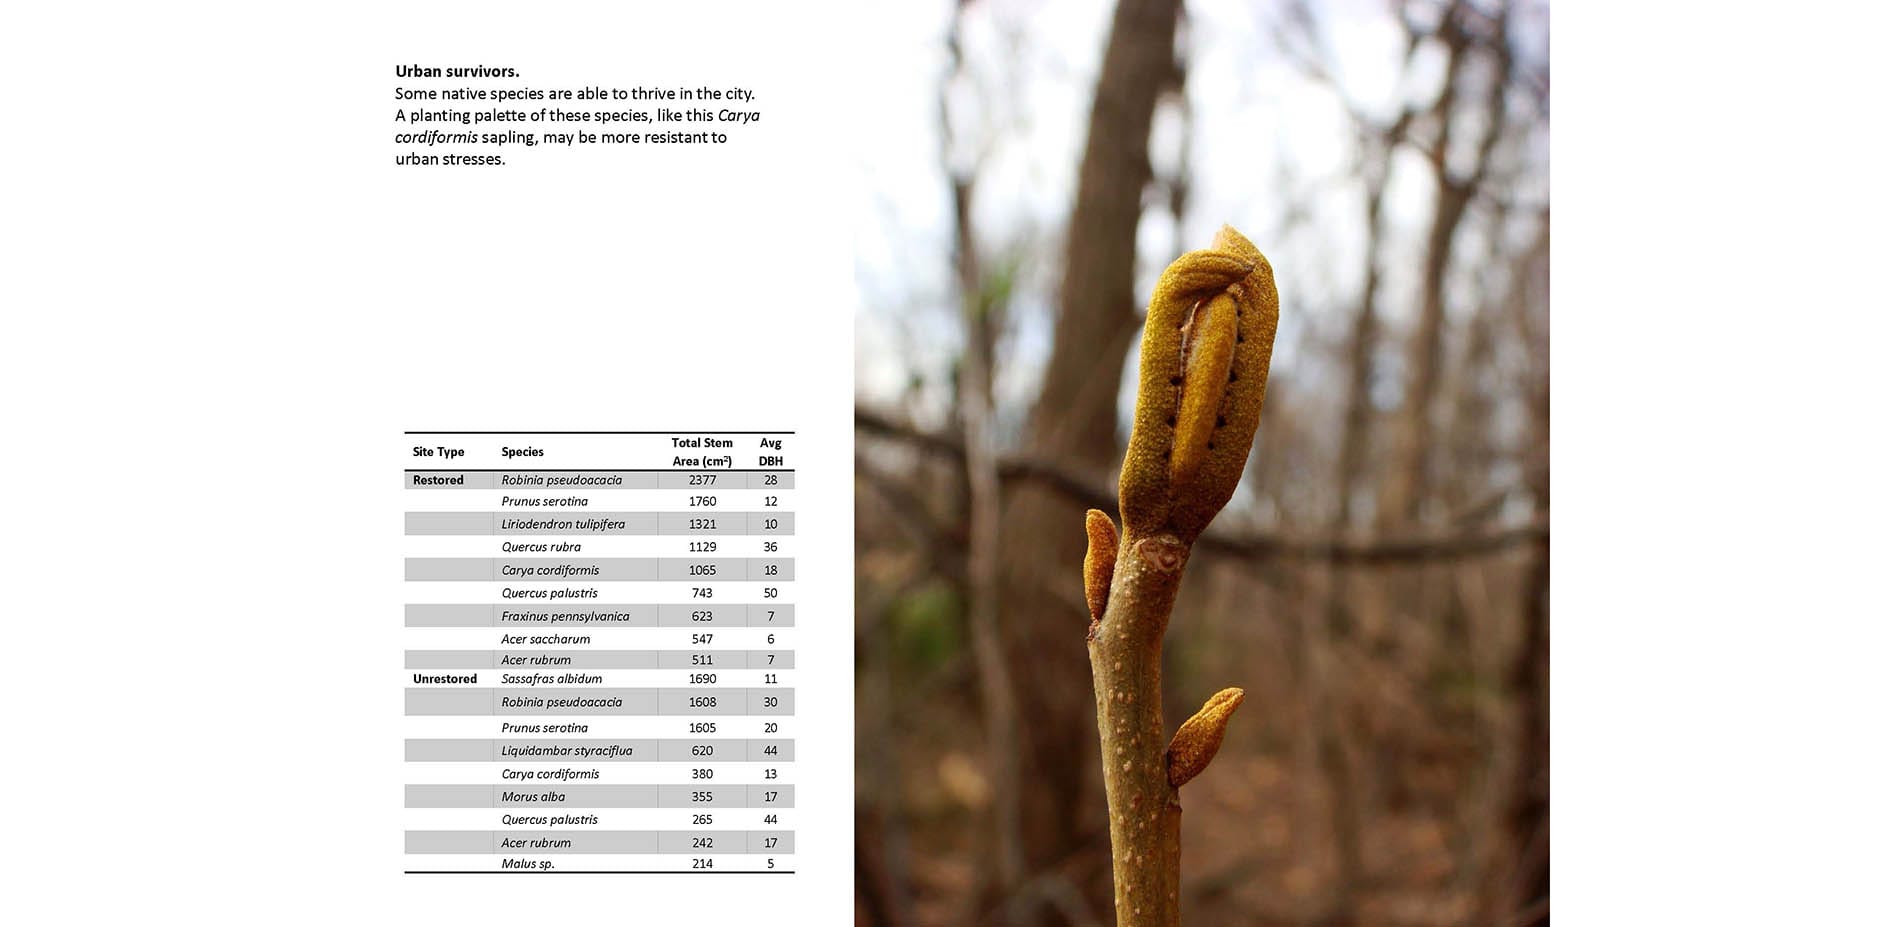 Urban survivors.
Some native species are able to thrive in the city.
A planting palette of these species, like this Carya
cordiformis sapling, may be more resistant to
urban stresses.
Site Type Species Total Stem Area (cm²) Avg DBH
Restored Robinia pseudoacacia 2377 28
Prunus serotina 1760 12
Liriodendron tulipifera 1321 10
Quercus rubra 1129 36
Carya cordiformis 1065 18
Quercus palustris 743 50
Fraxinus pennsylvanica 623 7
Acer saccharum 547 6
Acer rubrum 511 7
Unrestored Sassafras albidum 1690 11
Robinia pseudoacacia 1608 30
Prunus serotina 1605 20
Liquidambar styraciflua 620 44
Carya cordiformis 380 13
Morus alba 355 17
Quercus palustris 265 44
Acer rubrum 242 17
Malus sp. 214 5